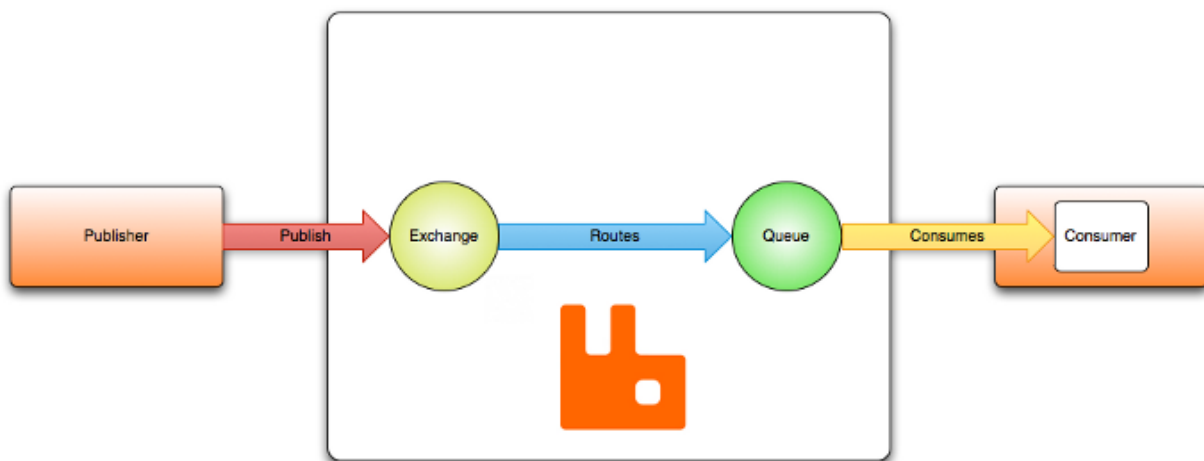 Publisher
Publish
Exchange
Routes
Queue
Consumes
Consumer